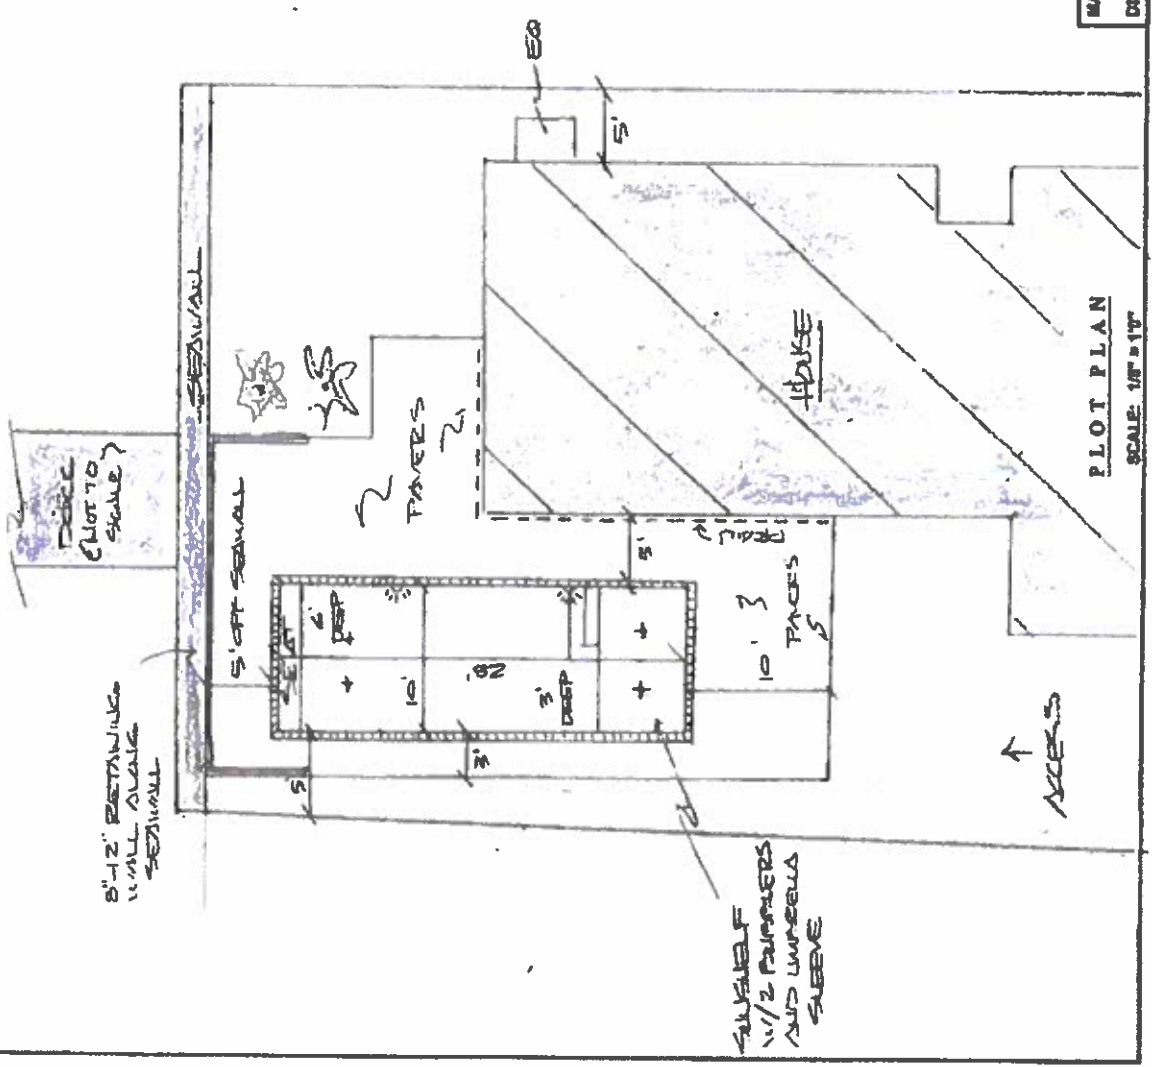 EQ
5'
SEAWALL
DOCK
(NOT TO
SCALE)
8"-12" RETAINING
WALL ALONG
SEAWALL
5' OFF SEAWALL
PAVERS
HOUSE
SEAT
6'
DEEP
10'
28'
3'
DEEP
5'
DRAIN
10'
PAVERS
3'
5'
ACCESS
SUNSHELF
W/2 BUBBLERS
AND UMBRELLA
SLEEVE
PLOT PLAN
SCALE: 1/8" = 1'0"